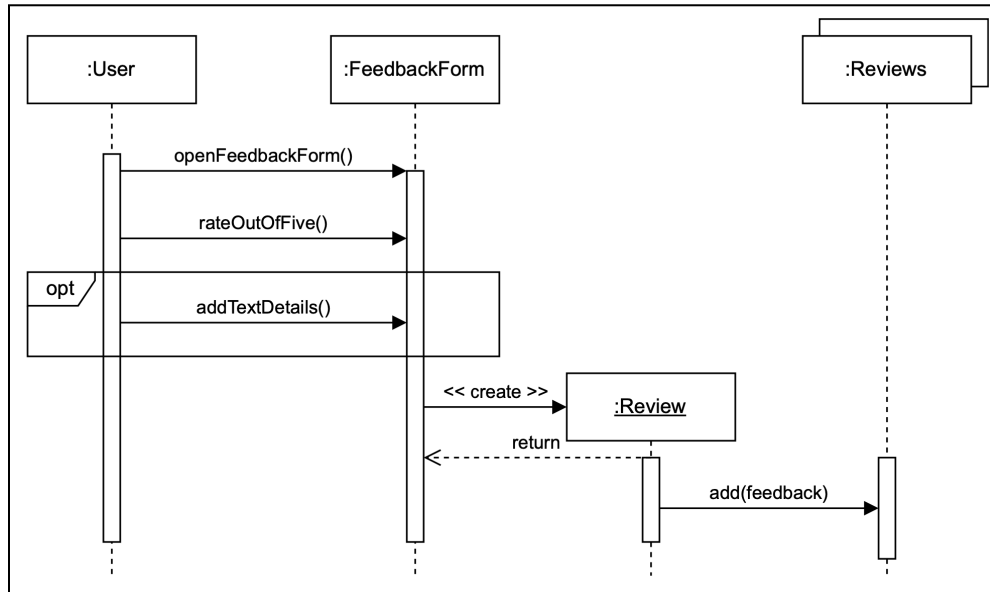 :User
:FeedbackForm
:Reviews
openFeedbackForm()
rateOutOfFive()
opt
addTextDetails()
<< create >>
:Review
return
add(feedback)